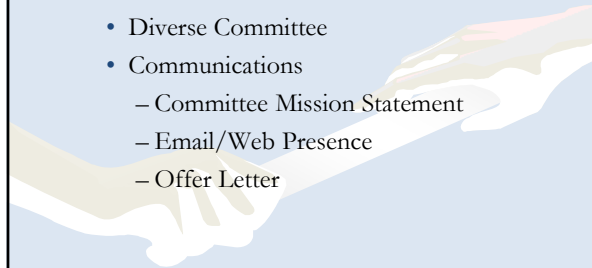 • Diverse Committee
• Communications
– Committee Mission Statement
– Email/Web Presence
– Offer Letter